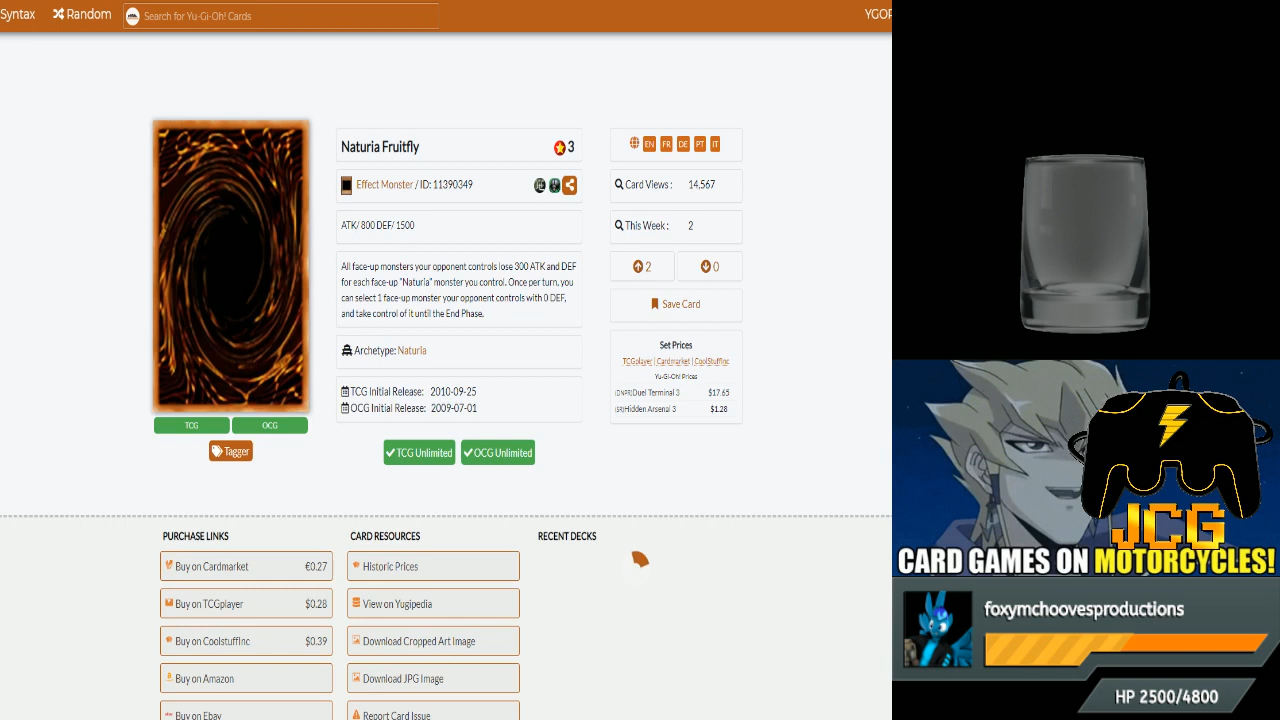 Syntax
Random
Search for Yu-Gi-Oh! Cards
Naturia Fruitfly
3
Effect Monster / ID: 11390349
ATK/ 800 DEF/ 1500
All face-up monsters your opponent controls lose 300 ATK and DEF
for each face-up "Naturia" monster you control. Once per turn, you
can select 1 face-up monster your opponent controls with 0 DEF,
and take control of it until the End Phase.
Archetype: Naturia
TCG Initial Release: 2010-09-25
OCG Initial Release: 2009-07-01
TCG
OCG
Tagger
TCG Unlimited
OCG Unlimited
EN FR DE PT IT
Card Views : 14,567
This Week : 2
2
0
Save Card
Set Prices
TCGplayer | Cardmarket | CoolStuffInc
Yu-Gi-Oh! Prices
Duel Terminal 3 $17.65
(SR)Hidden Arsenal 3 $1.28
PURCHASE LINKS
Buy on Cardmarket €0.27
Buy on TCGplayer $0.28
Buy on CoolstuffInc $0.39
Buy on Amazon
Buy on Ebay
CARD RESOURCES
Historic Prices
View on Yugipedia
Download Cropped Art Image
Download JPG Image
Report Card Issue
RECENT DECKS
JCG
CARD GAMES ON MOTORCYCLES!
foxymchoovesproductions
HP 2500/4800